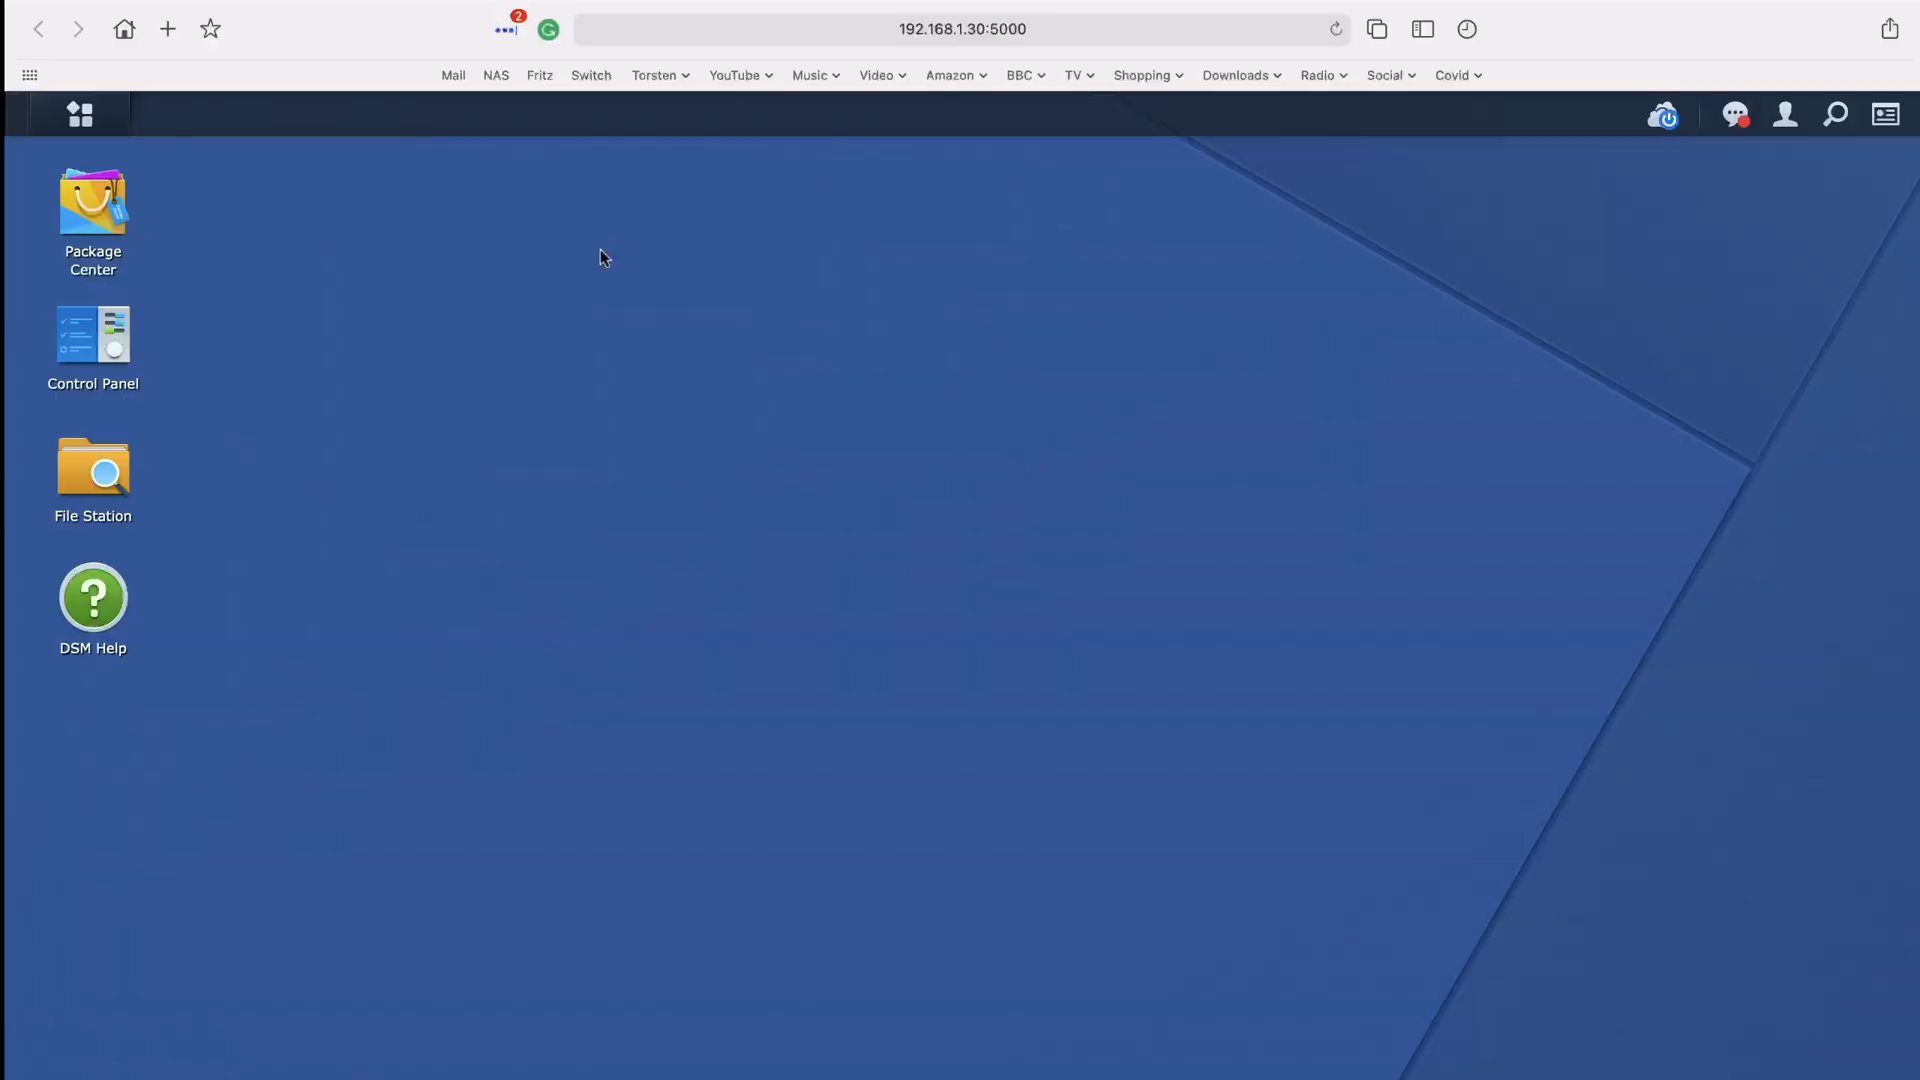 2
192.168.1.30:5000
Mail NAS Fritz Switch Torsten YouTube Music Video Amazon BBC TV Shopping Downloads Radio Social Covid
Package
Center
Control Panel
File Station
DSM Help